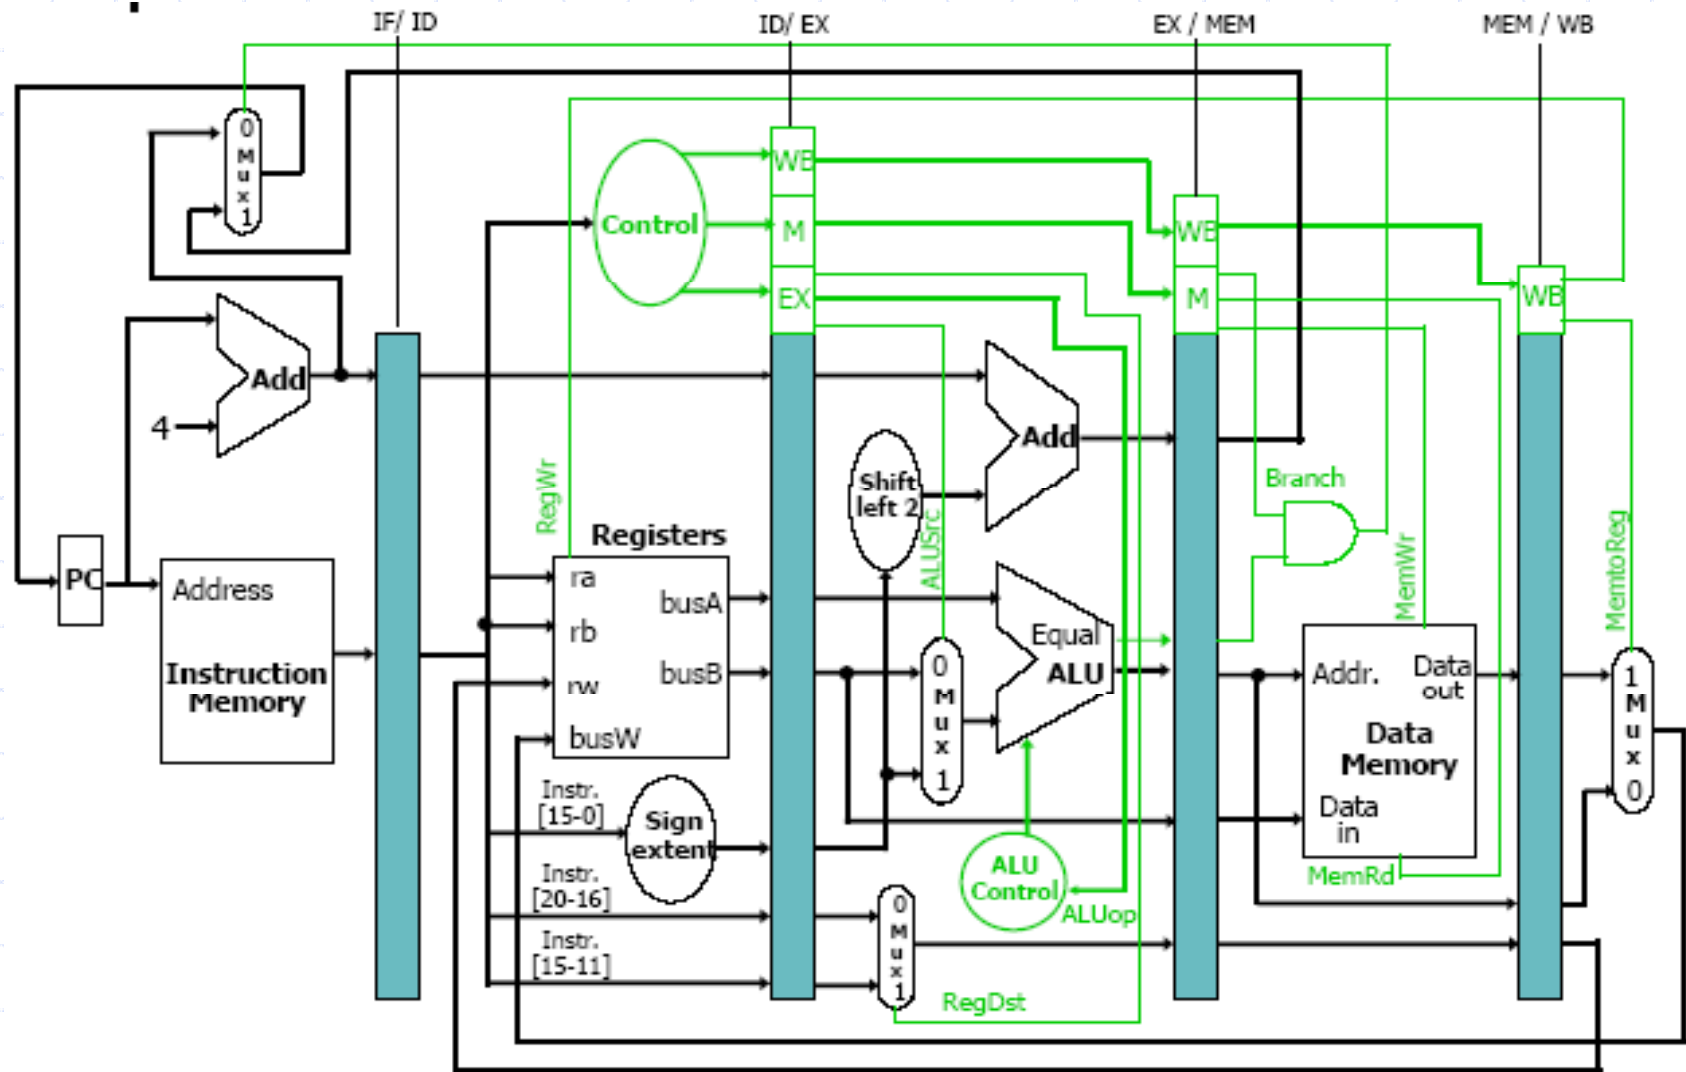 IF/ ID
ID/ EX
EX / MEM
MEM / WB
0
M
u
x
1
WB
Control
M
EX
WB
M
WB
Add
4
Add
Shift
left 2
Branch
RegWr
ALUSrc
MemWr
MemtoReg
PC
Address
Instruction
Memory
Registers
ra
rb
rw
busW
busA
busB
0
M
u
x
1
Equal
ALU
Addr.
Data
out
Data
Memory
Data
in
MemRd
1
M
u
x
0
Instr.
[15-0]
Sign
extent
Instr.
[20-16]
Instr.
[15-11]
0
M
u
x
1
ALU
Control
ALUop
RegDst